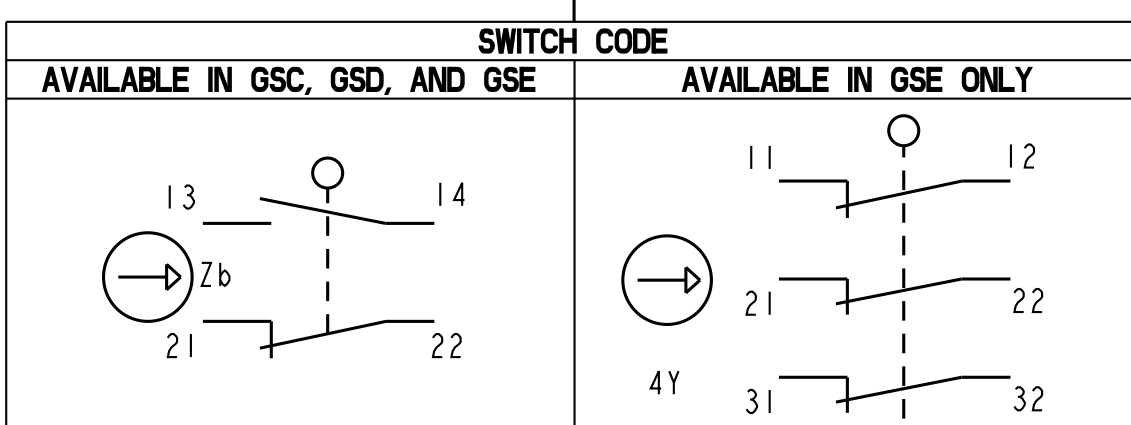 SWITCH CODE
AVAILABLE IN GSC, GSD, AND GSE
AVAILABLE IN GSE ONLY
13
14
Zb
21
22
11
12
21
22
4Y
31
32